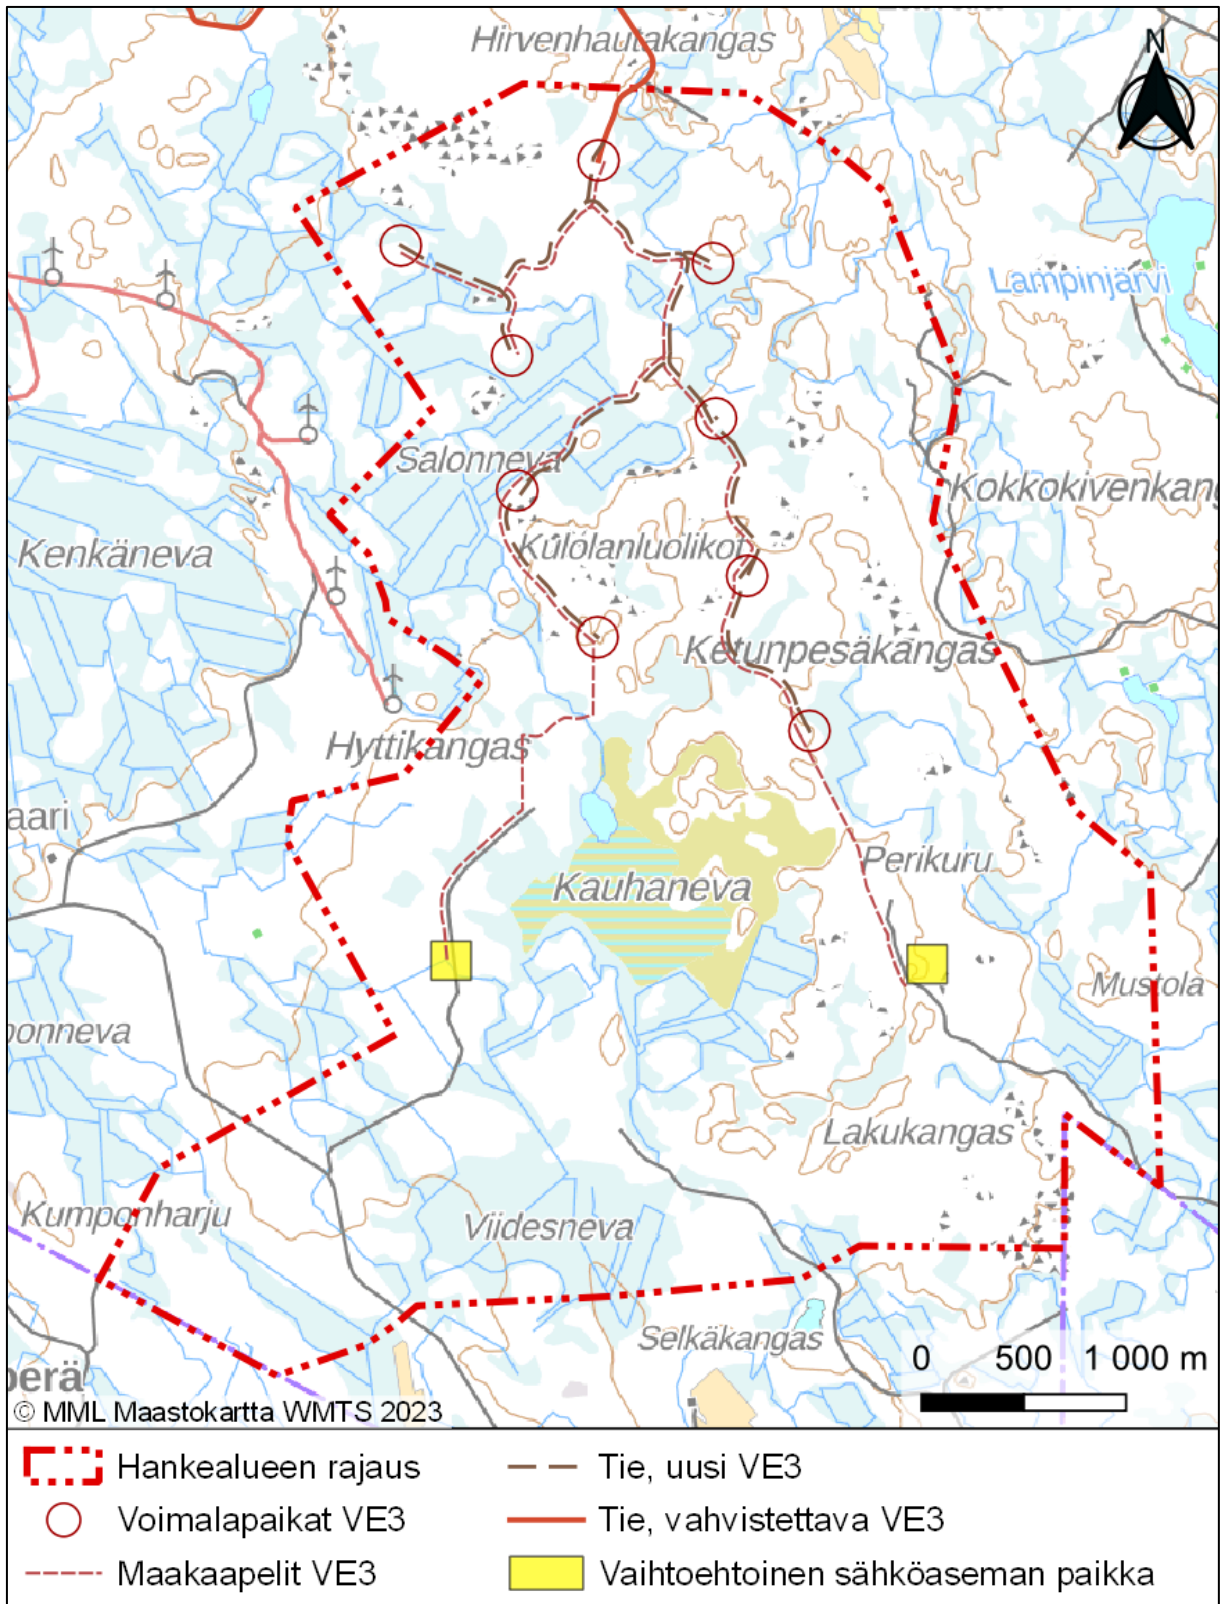 Hirvenhautakangas
N
Lampinjärvi
Salonneva
Kokkokivenkan
Kenkäneva
Külölanluolikot
Ketunpesäkangas
Hyttikangas
aari
Perikuru
Kauhaneva
Mustola
onneva
Lakukangas
Kumponharju
Viidesneva
Selkäkangas
0 500 1 000 m
perä
© MML Maastokartta WMTS 2023
Hankealueen rajaus
Tie, uusi VE3
Voimalapaikat VE3
Tie, vahvistettava VE3
Maakaapelit VE3
Vaihtoehtoinen sähköaseman paikka